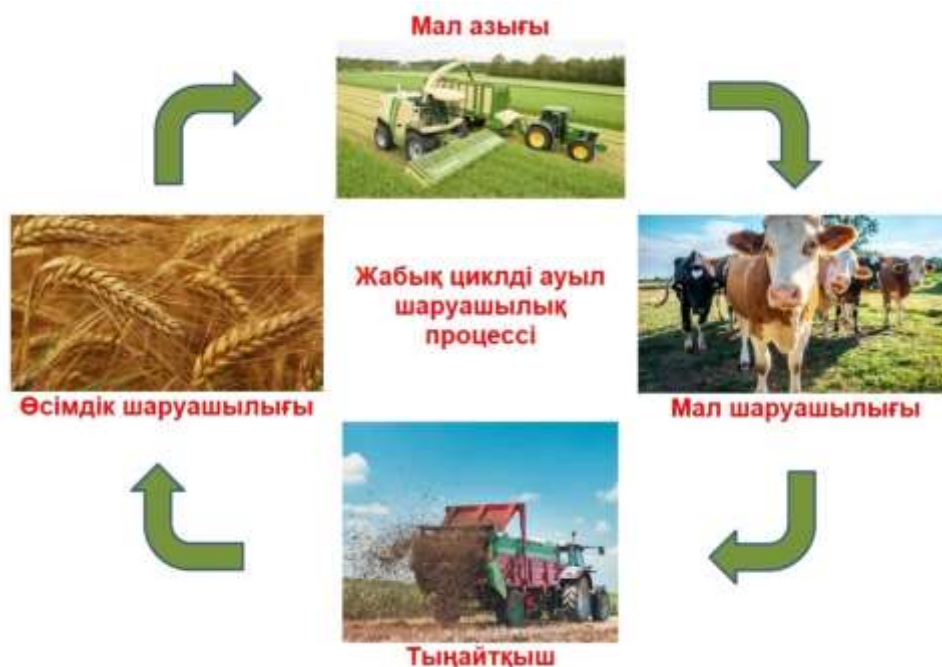 Мал азығы
Жабық циклді ауыл
шаруашылық
процессі
Өсімдік шаруашылығы
Мал шаруашылығы
Тыңайтқыш